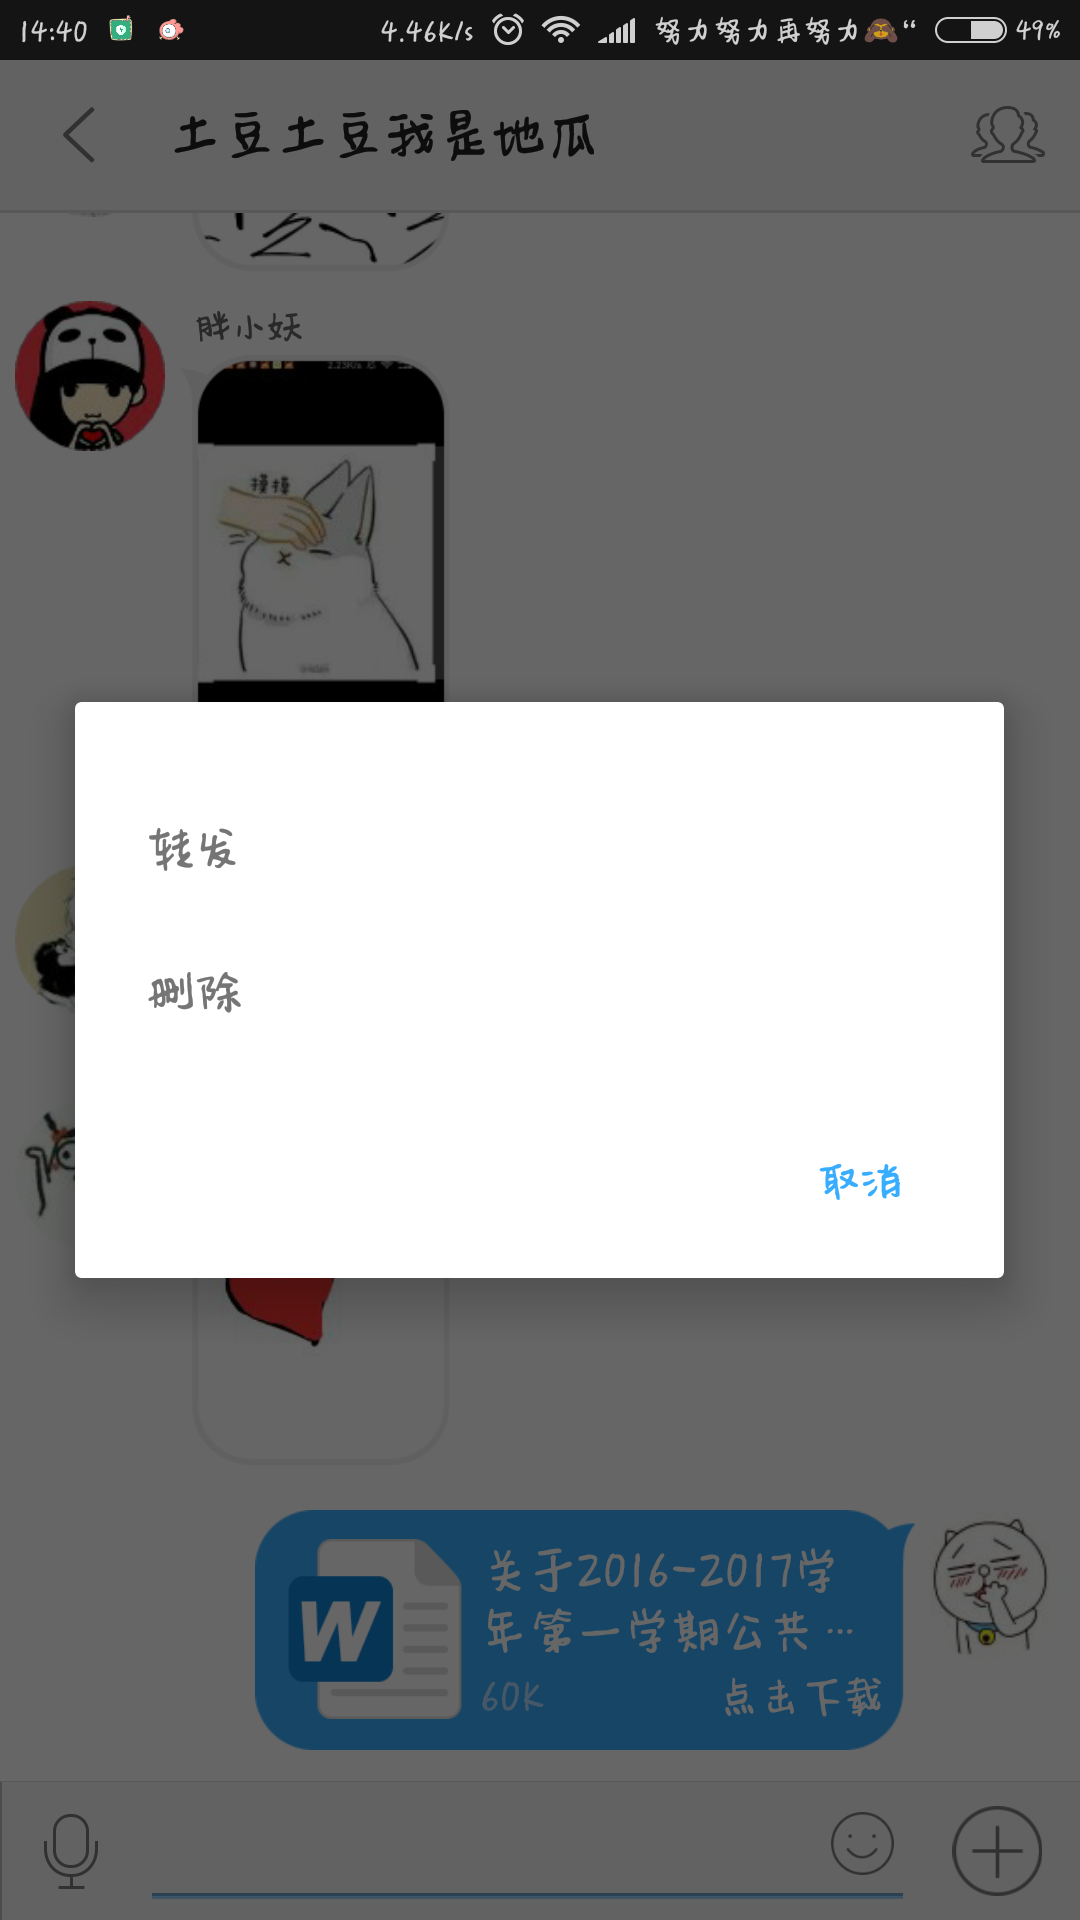 14:40 4.46K/s 努力努力再努力🙈“ 49%
土豆土豆我是地瓜
胖小妖
2.23K/s
摸摸
转发
删除
取消
关于2016-2017学
年第一学期公共…
60K 点击下载